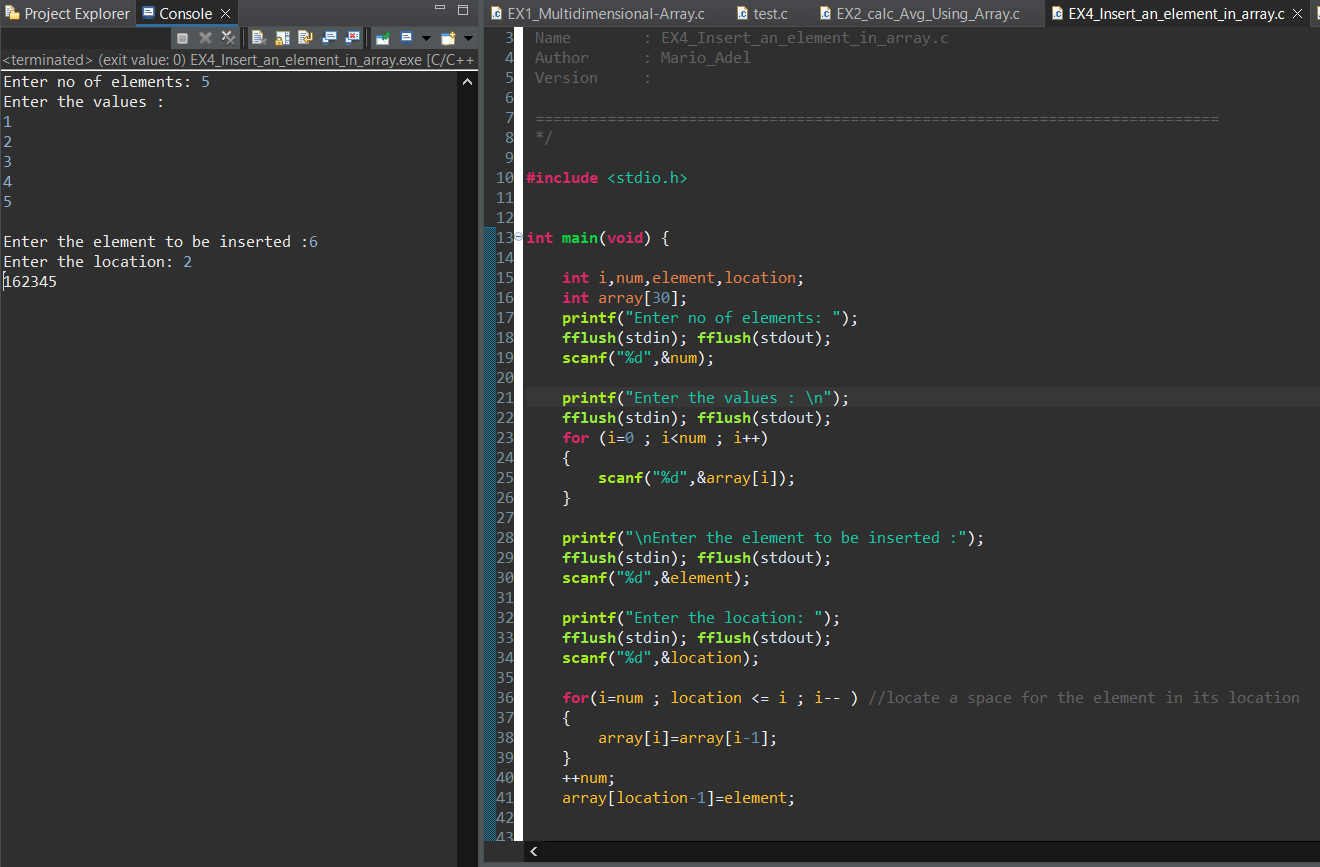 Project Explorer Console
<terminated> (exit value: 0) EX4_Insert_an_element_in_array.exe [C/C++
Enter no of elements: 5
Enter the values :
1
2
3
4
5
Enter the element to be inserted :6
Enter the location: 2
162345
EX1_Multidimensional-Array.c test.c EX2_calc_Avg_Using_Array.c EX4_Insert_an_element_in_array.c
3 Name : EX4_Insert_an_element_in_array.c
4 Author : Mario_Adel
5 Version :
6
7 ============================================================================
8 */
9
10 #include <stdio.h>
11
12
13 int main(void) {
14
15 int i,num,element,location;
16 int array[30];
17 printf("Enter no of elements: ");
18 fflush(stdin); fflush(stdout);
19 scanf("%d",&num);
20
21 printf("Enter the values : \n");
22 fflush(stdin); fflush(stdout);
23 for (i=0 ; i<num ; i++)
24 {
25 scanf("%d",&array[i]);
26 }
27
28 printf("\nEnter the element to be inserted :");
29 fflush(stdin); fflush(stdout);
30 scanf("%d",&element);
31
32 printf("Enter the location: ");
33 fflush(stdin); fflush(stdout);
34 scanf("%d",&location);
35
36 for(i=num ; location <= i ; i-- ) //locate a space for the element in its location
37 {
38 array[i]=array[i-1];
39 }
40 ++num;
41 array[location-1]=element;
42
43